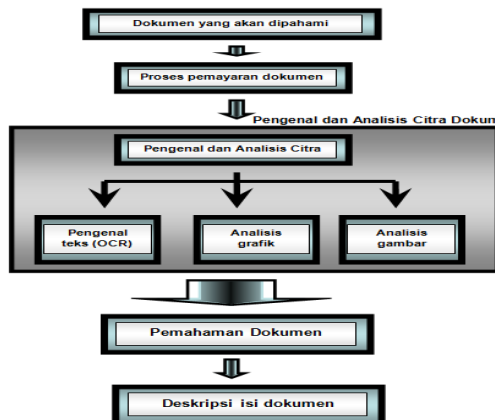 Dokumen yang akan dipahami
Proses pemayaran dokumen
Pengenal dan Analisis Citra Dokum
Pengenal dan Analisis Citra
Pengenal
teks (OCR)
Analisis
grafik
Analisis
gambar
Pemahaman Dokumen
Deskripsi isi dokumen